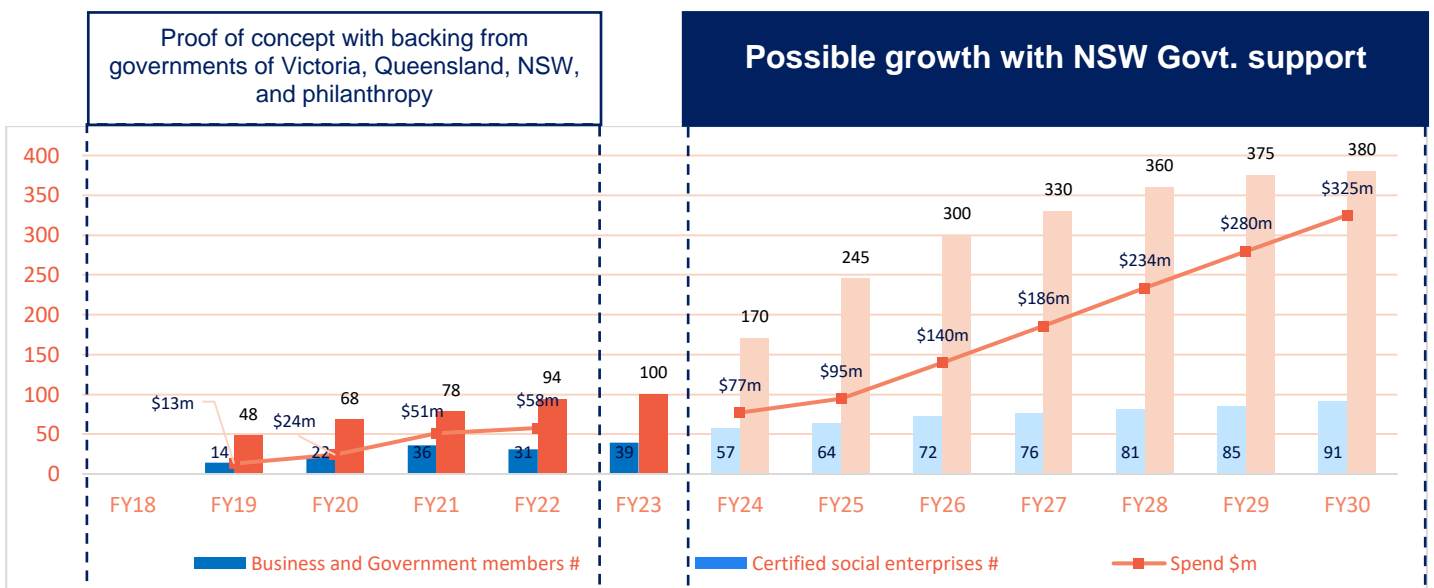 Proof of concept with backing from
governments of Victoria, Queensland, NSW,
and philanthropy
Possible growth with NSW Govt. support
400
350
300
250
200
150
100
50
0
$13m
14
48
$24m
22
68
$51m
36
78
$58m
31
94
39
100
$77m
57
170
$95m
64
245
$140m
72
300
$186m
76
330
$234m
81
360
$280m
85
375
$325m
91
380
FY18 FY19 FY20 FY21 FY22 FY23 FY24 FY25 FY26 FY27 FY28 FY29 FY30
Business and Government members # Certified social enterprises # Spend $m